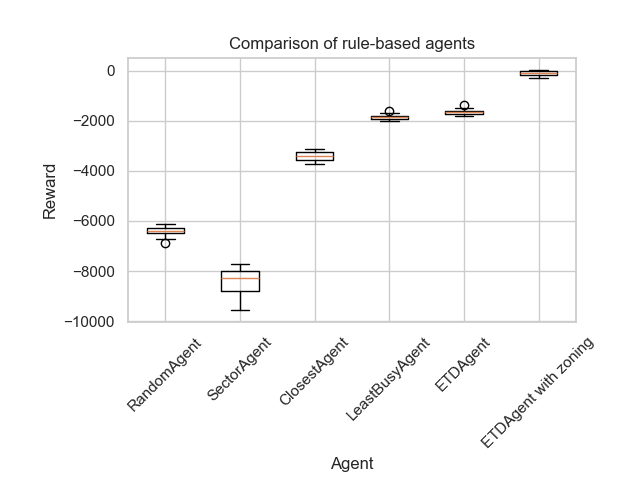 Comparison of rule-based agents
0
−2000
−4000
−6000
−8000
−10000
Reward
RandomAgent
SectorAgent
ClosestAgent
LeastBusyAgent
ETDAgent
ETDAgent with zoning
Agent